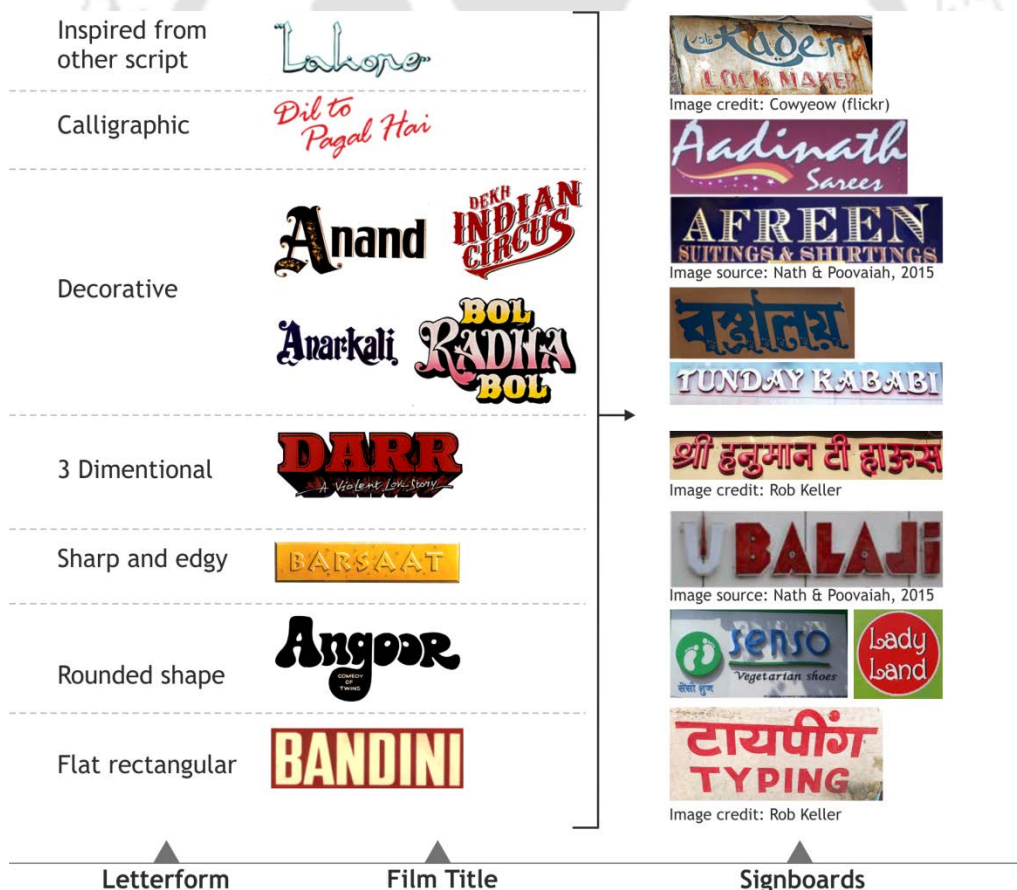 Inspired from
other script
Lahore
Kader
LOCK MAKER
Image credit: Cowyeow (flickr)
Calligraphic
Dil to
Pagal Hai
Aadinath
Sarees
Decorative
Anand
DEKH
INDIAN
CIRCUS
AFREEN
SUITINGS & SHIRTINGS
Image source: Nath & Poovaiah, 2015
Anarkali
BOL
RADHA
BOL
বস্ত্রালয়
TUNDAY KABABI
3 Dimentional
DARR
A Violent Love Story
श्री हनुमान टी हाऊस
Image credit: Rob Keller
Sharp and edgy
BARSAAT
U BALAJi
Image source: Nath & Poovaiah, 2015
Rounded shape
Angoor
COMEDY
OF
TWINS
senso
Vegetarian shoes
सेंसो शुज
Lady
Land
Flat rectangular
BANDINI
टायपींग
TYPING
Image credit: Rob Keller
Letterform
Film Title
Signboards